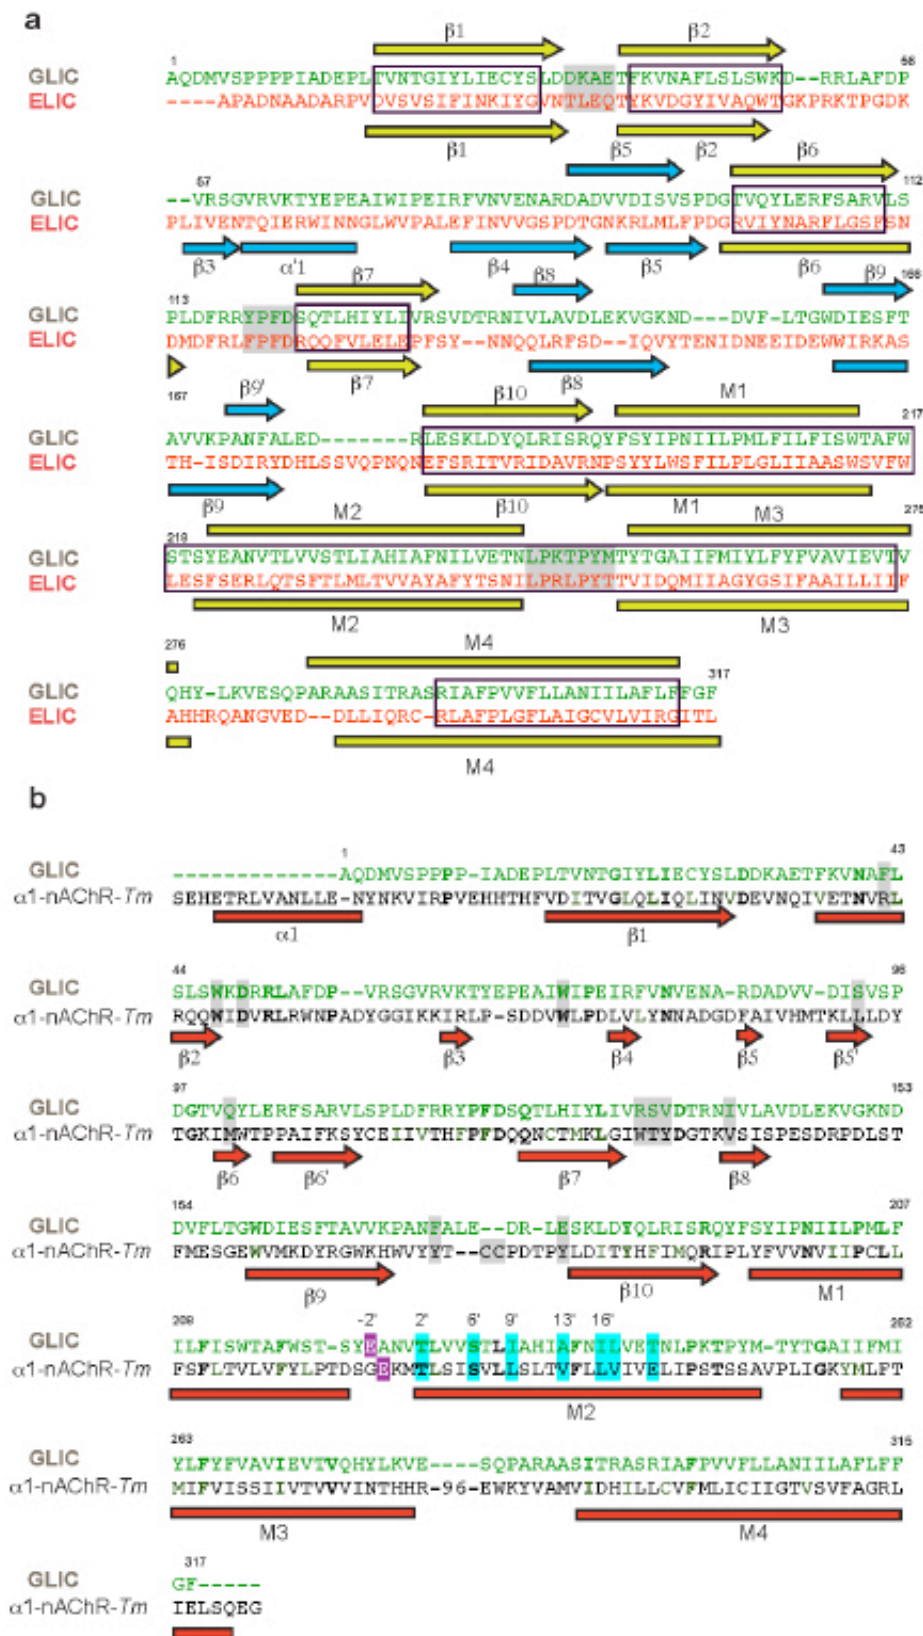 a
β1 β2
1 66
GLIC AQDMVSPPPPIADEPLTVNTGIYLIECYSLDDKAETFKVNAFLSLSWKD--RRLAFDP
ELIC ----APADNAADARPVDVSVSIFINKIYGVNTLEQTYKVDGYIVAQWTGKPRKTPGDK
β1 β5 β2 β6
67 112
GLIC --VRSGVRVKTYEPEAIWIPEIRFVNVENARDADVVDISVSPDGTVQYLERFSARVLS
ELIC PLIVENTQIERWINNGLWVPALEFINVVGSPDTGNKRLMLFPDGRVIYNARFLGSFSN
β3 α'1 β7 β4 β8 β5 β6 β9
113 166
GLIC PLDFRRYPFDSQTLHIYLIVRSVDTRNIVLAVDLEKVGKND--DVF-LTGWDIESFT
ELIC DMDFRLFPFDRQQFVLELEPFSY--NNQQLRFSD--IQVYTENIDNEEIDEWWIRKAS
β7 β8
167 β9' β10 M1 217
GLIC AVVKPANFALED-------RLESKLDYQLRISRQYFSYIPNIILPMLFILFISWTAFW
ELIC TH-ISDIRYDHLSSVQPNQNEFSRITVRIDAVRNPSYYLWSFILPLGLIIAASWSVFW
β9 M2 β10 M1 M3
219 275
GLIC STSYEANVTLVVSTLIAHIAFNILVETNLPKTPYMTYTGAIIFMIYLFYFVAVIEVTV
ELIC LESFSERLQTSFTLMLTVVAYAFYTSNILPRLPYTTVIDQMIIAGYGSIFAAILLIIF
M2 M3
276 M4 317
GLIC QHY-LKVESQPARAASITRASRIAFPVVFLLANIILAFLFFGF
ELIC AHHRQANGVED--DLLIQRC-RLAFPLGFLAIGCVLVIRGITL
M4
b
1 43
GLIC -------------AQDMVSPPPP-IADEPLTVNTGIYLIECYSLDDKAETFKVNAFL
α1-nAChR-Tm SEHETRLVANLLE-NYNKVIRPVEHHTHFVDITVGLQLIQLINVDEVNQIVETNVRL
α1 β1
44 96
GLIC SLSWKDRRLAFDP--VRSGVRVKTYEPEAIWIPEIRFVNVENA-RDADVV-DISVSP
α1-nAChR-Tm RQQWIDVRLRWNPADYGGIKKIRLP-SDDVWLPDLVLYNNADGDFAIVHMTKLLLDY
β2 β3 β4 β5 β5'
97 153
GLIC DGTVQYLERFSARVLSPLDFRRYPFDSQTLHIYLIVRSVDTRNIVLAVDLEKVGKND
α1-nAChR-Tm TGKIMWTPPAIFKSYCEIIVTHFPFDQQNCTMKLGIWTYDGTKVSISPESDRPDLST
β6 β6' β7 β8
154 207
GLIC DVFLTGWDIESFTAVVKPANFALE--DR-LESKLDYQLRISRQYFSYIPNIILPMLF
α1-nAChR-Tm FMESGEWVMKDYRGWKHWVYYT--CCPDTPYLDITYHFIMQRIPLYFVVNVIIPCLL
β9 β10 M1
208 -2' 2' 6' 9' 13' 16' 262
GLIC ILFISWTAFWST-SYEANVTLVVSTLIAHIAFNILVETNLPKTPYM-TYTGAIIFMI
α1-nAChR-Tm FSFLTVLVFYLPTDSGEKMTLSISVLLSLTVFLLVIVELIPSTSSAVPLIGKYMLFT
M2
263 315
GLIC YLFYFVAVIEVTVQHYLKVE----SQPARAASITRASRIAFPVVFLLANIILAFLFF
α1-nAChR-Tm MIFVISSIIVTVVVINTHHR-96-EWKYVAMVIDHILLCVFMLICIIGTVSVFAGRL
M3 M4
317
GLIC GF-----
α1-nAChR-Tm IELSQEG